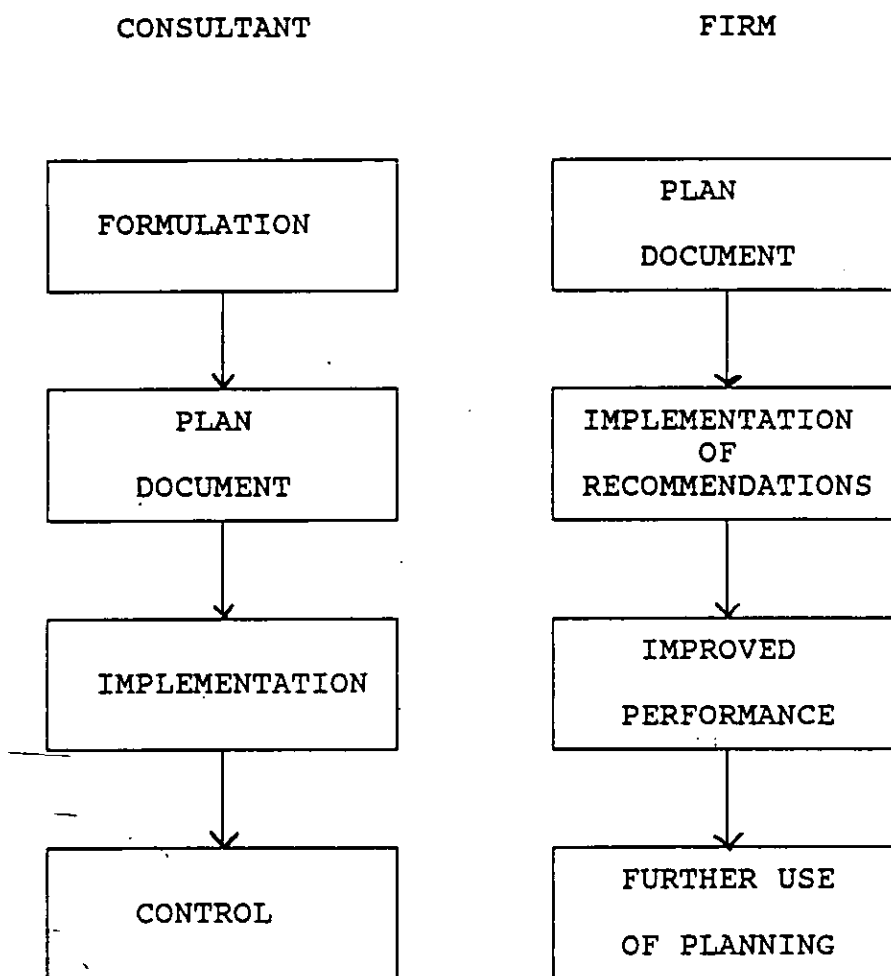 CONSULTANT
FORMULATION
PLAN
DOCUMENT
IMPLEMENTATION
CONTROL
FIRM
PLAN
DOCUMENT
IMPLEMENTATION
OF
RECOMMENDATIONS
IMPROVED
PERFORMANCE
FURTHER USE
OF PLANNING